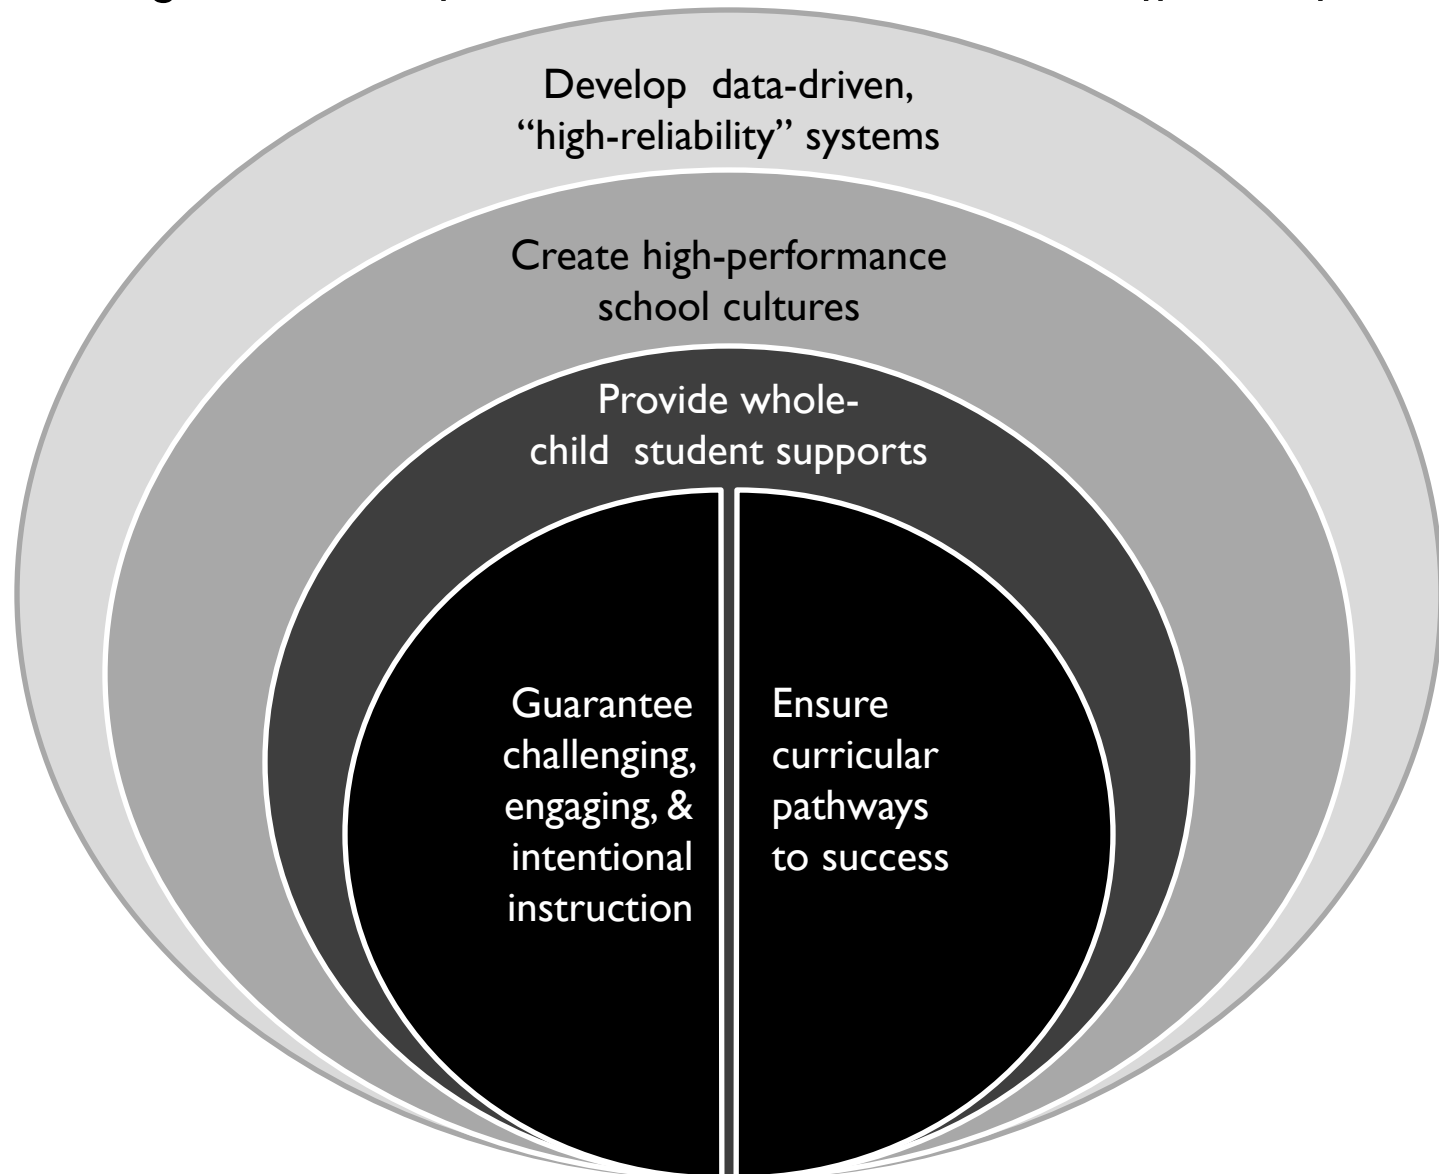 Develop data-driven,
“high-reliability” systems
Create high-performance
school cultures
Provide whole-
child student supports
Guarantee
challenging,
engaging, &
intentional
instruction
Ensure
curricular
pathways
to success